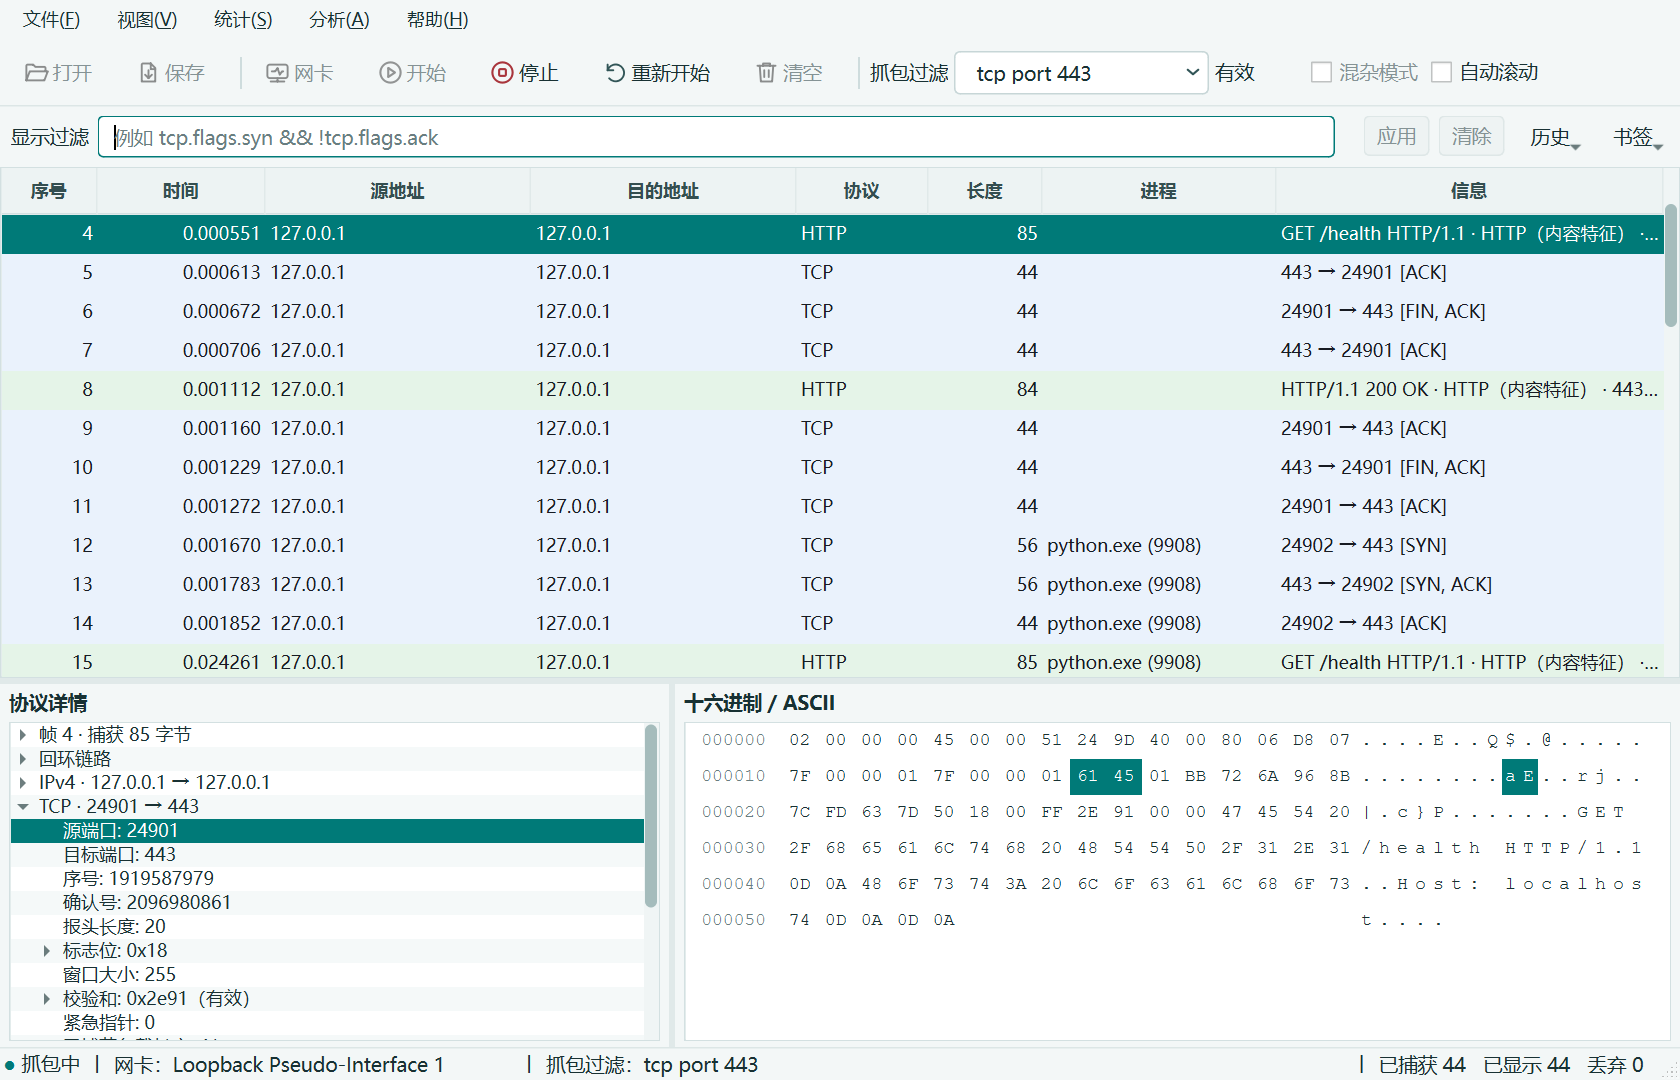 文件(F) 视图(V) 统计(S) 分析(A) 帮助(H)
打开 保存 网卡 开始 停止 重新开始 清空 抓包过滤 tcp port 443 有效 混杂模式 自动滚动
显示过滤 例如 tcp.flags.syn && !tcp.flags.ack 应用 清除 历史 书签
序号 时间 源地址 目的地址 协议 长度 进程 信息
4 0.000551 127.0.0.1 127.0.0.1 HTTP 85 GET /health HTTP/1.1 · HTTP（内容特征） ·...
5 0.000613 127.0.0.1 127.0.0.1 TCP 44 443 → 24901 [ACK]
6 0.000672 127.0.0.1 127.0.0.1 TCP 44 24901 → 443 [FIN, ACK]
7 0.000706 127.0.0.1 127.0.0.1 TCP 44 443 → 24901 [ACK]
8 0.001112 127.0.0.1 127.0.0.1 HTTP 84 HTTP/1.1 200 OK · HTTP（内容特征） · 443...
9 0.001160 127.0.0.1 127.0.0.1 TCP 44 24901 → 443 [ACK]
10 0.001229 127.0.0.1 127.0.0.1 TCP 44 443 → 24901 [FIN, ACK]
11 0.001272 127.0.0.1 127.0.0.1 TCP 44 24901 → 443 [ACK]
12 0.001670 127.0.0.1 127.0.0.1 TCP 56 python.exe (9908) 24902 → 443 [SYN]
13 0.001783 127.0.0.1 127.0.0.1 TCP 56 python.exe (9908) 443 → 24902 [SYN, ACK]
14 0.001852 127.0.0.1 127.0.0.1 TCP 44 python.exe (9908) 24902 → 443 [ACK]
15 0.024261 127.0.0.1 127.0.0.1 HTTP 85 python.exe (9908) GET /health HTTP/1.1 · HTTP（内容特征） ·...
协议详情
帧 4 · 捕获 85 字节
回环链路
IPv4 · 127.0.0.1 → 127.0.0.1
TCP · 24901 → 443
源端口: 24901
目标端口: 443
序号: 1919587979
确认号: 2096980861
报头长度: 20
标志位: 0x18
窗口大小: 255
校验和: 0x2e91（有效）
紧急指针: 0
十六进制 / ASCII
000000 02 00 00 00 45 00 00 51 24 9D 40 00 80 06 D8 07 ....E..Q$.@.....
000010 7F 00 00 01 7F 00 00 01 61 45 01 BB 72 6A 96 8B ........aE..rj..
000020 7C FD 63 7D 50 18 00 FF 2E 91 00 00 47 45 54 20 |.c}P.......GET
000030 2F 68 65 61 6C 74 68 20 48 54 54 50 2F 31 2E 31 /health HTTP/1.1
000040 0D 0A 48 6F 73 74 3A 20 6C 6F 63 61 6C 68 6F 73 ..Host: localhos
000050 74 0D 0A 0D 0A t....
抓包中 | 网卡: Loopback Pseudo-Interface 1 | 抓包过滤: tcp port 443 | 已捕获 44 已显示 44 丢弃 0